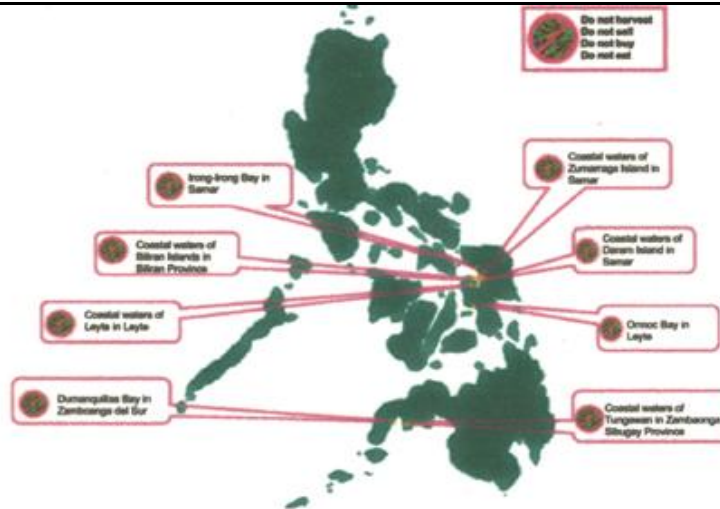 Do not harvest
Do not sell
Do not buy
Do not eat
Irong-Irong Bay in
Samar
Coastal waters of
Zumarraga Island in
Samar
Coastal waters of
Biliran Islands in
Biliran Province
Coastal waters of
Daram Island in
Samar
Coastal waters of
Leyte in Leyte
Ormoc Bay in
Leyte
Dumanquillas Bay in
Zamboanga del Sur
Coastal waters of
Tungawan in Zamboanga
Sibugay Province